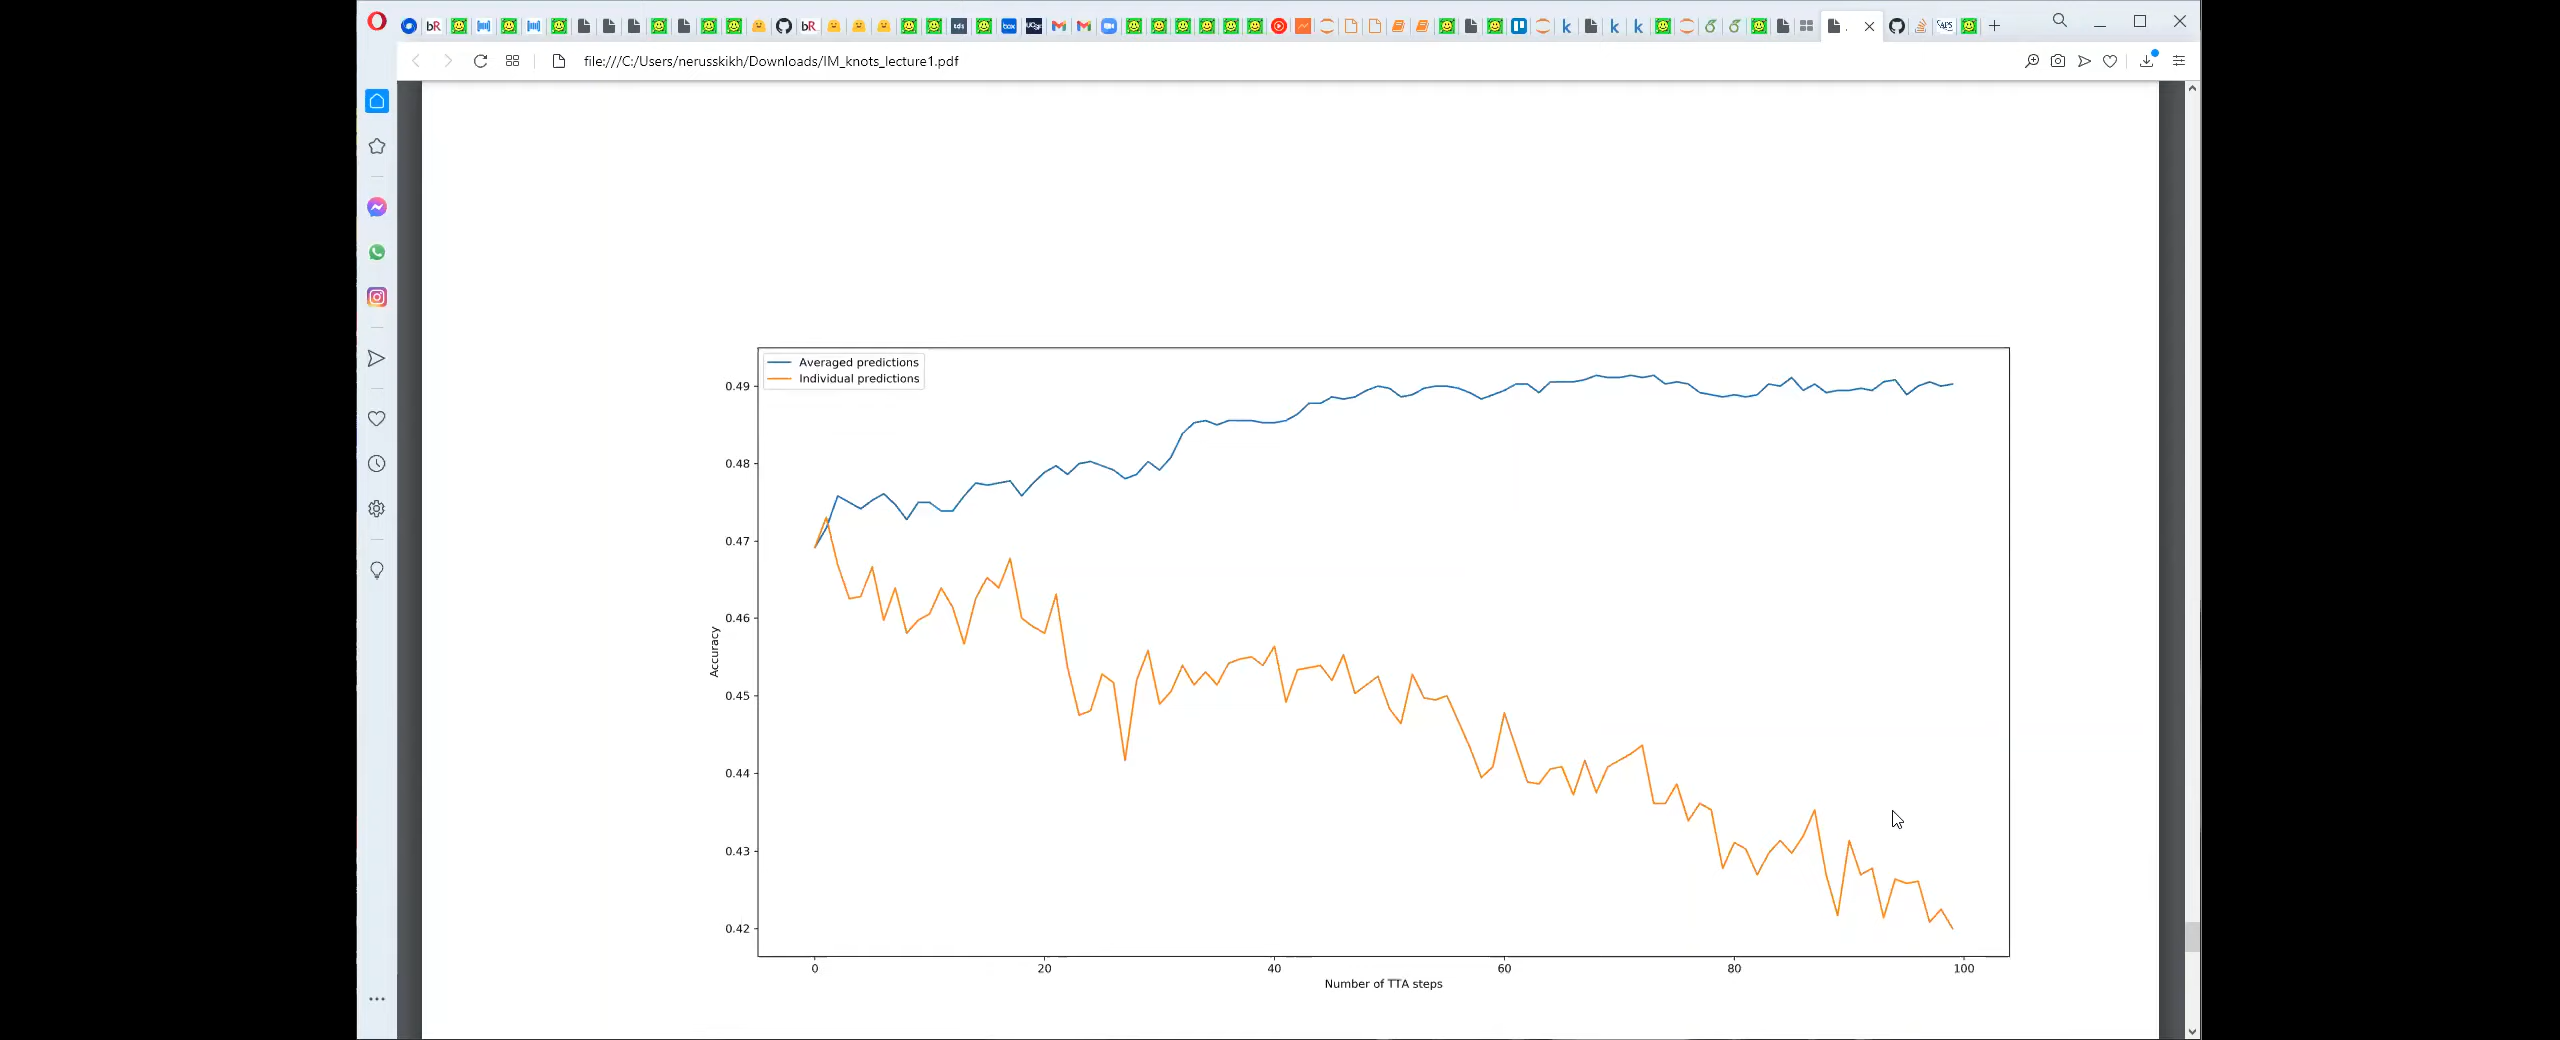 file:///C:/Users/nerusskikh/Downloads/IM_knots_lecture1.pdf
Averaged predictions
Individual predictions
0.49
0.48
0.47
0.46
0.45
0.44
0.43
0.42
Accuracy
0 20 40 60 80 100
Number of TTA steps